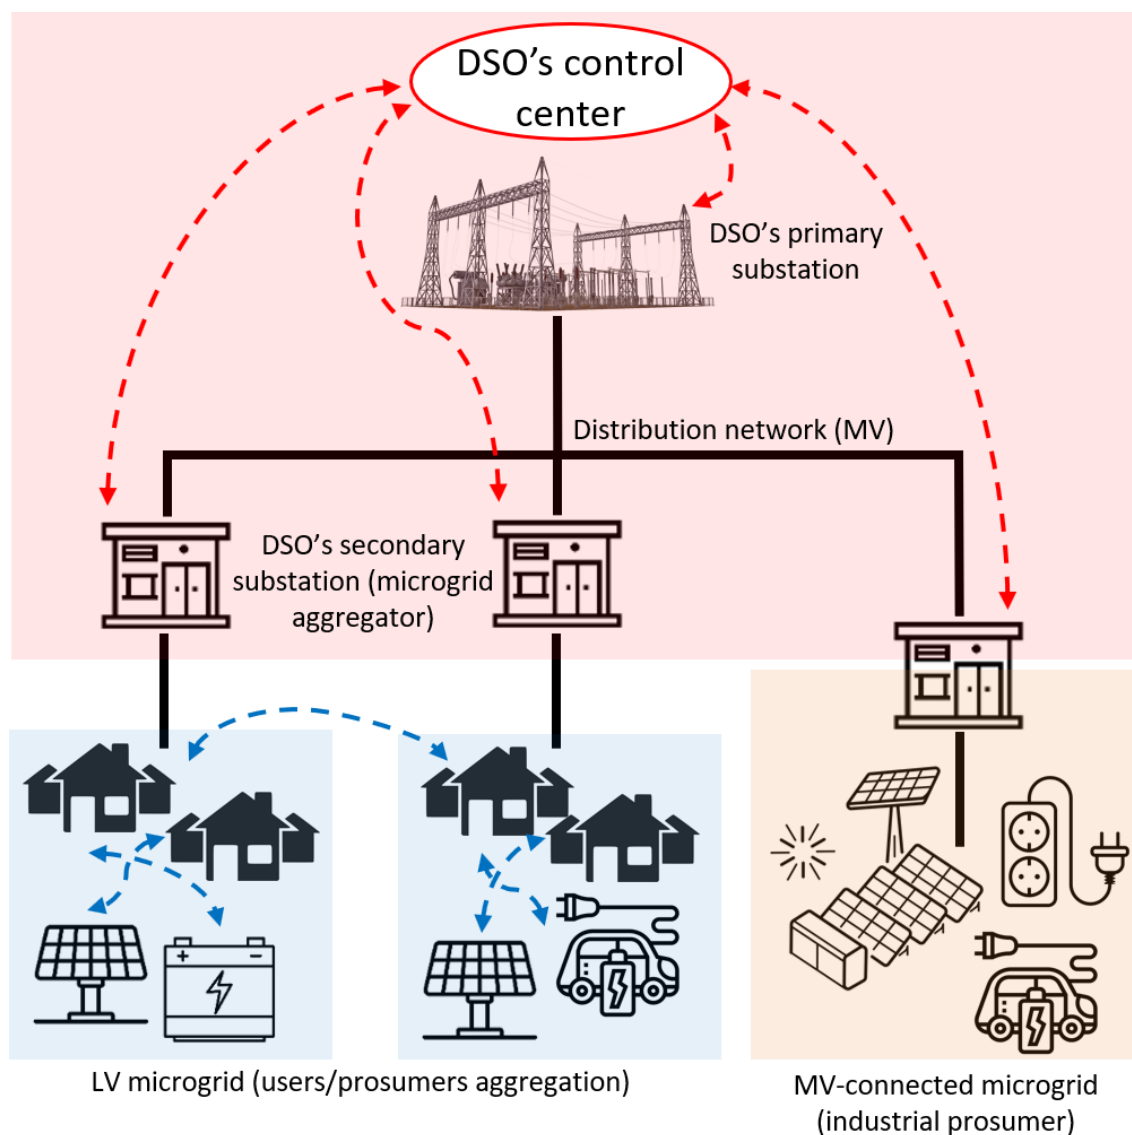 DSO’s control
center
DSO’s primary
substation
Distribution network (MV)
DSO’s secondary
substation (microgrid
aggregator)
LV microgrid (users/prosumers aggregation)
MV-connected microgrid
(industrial prosumer)